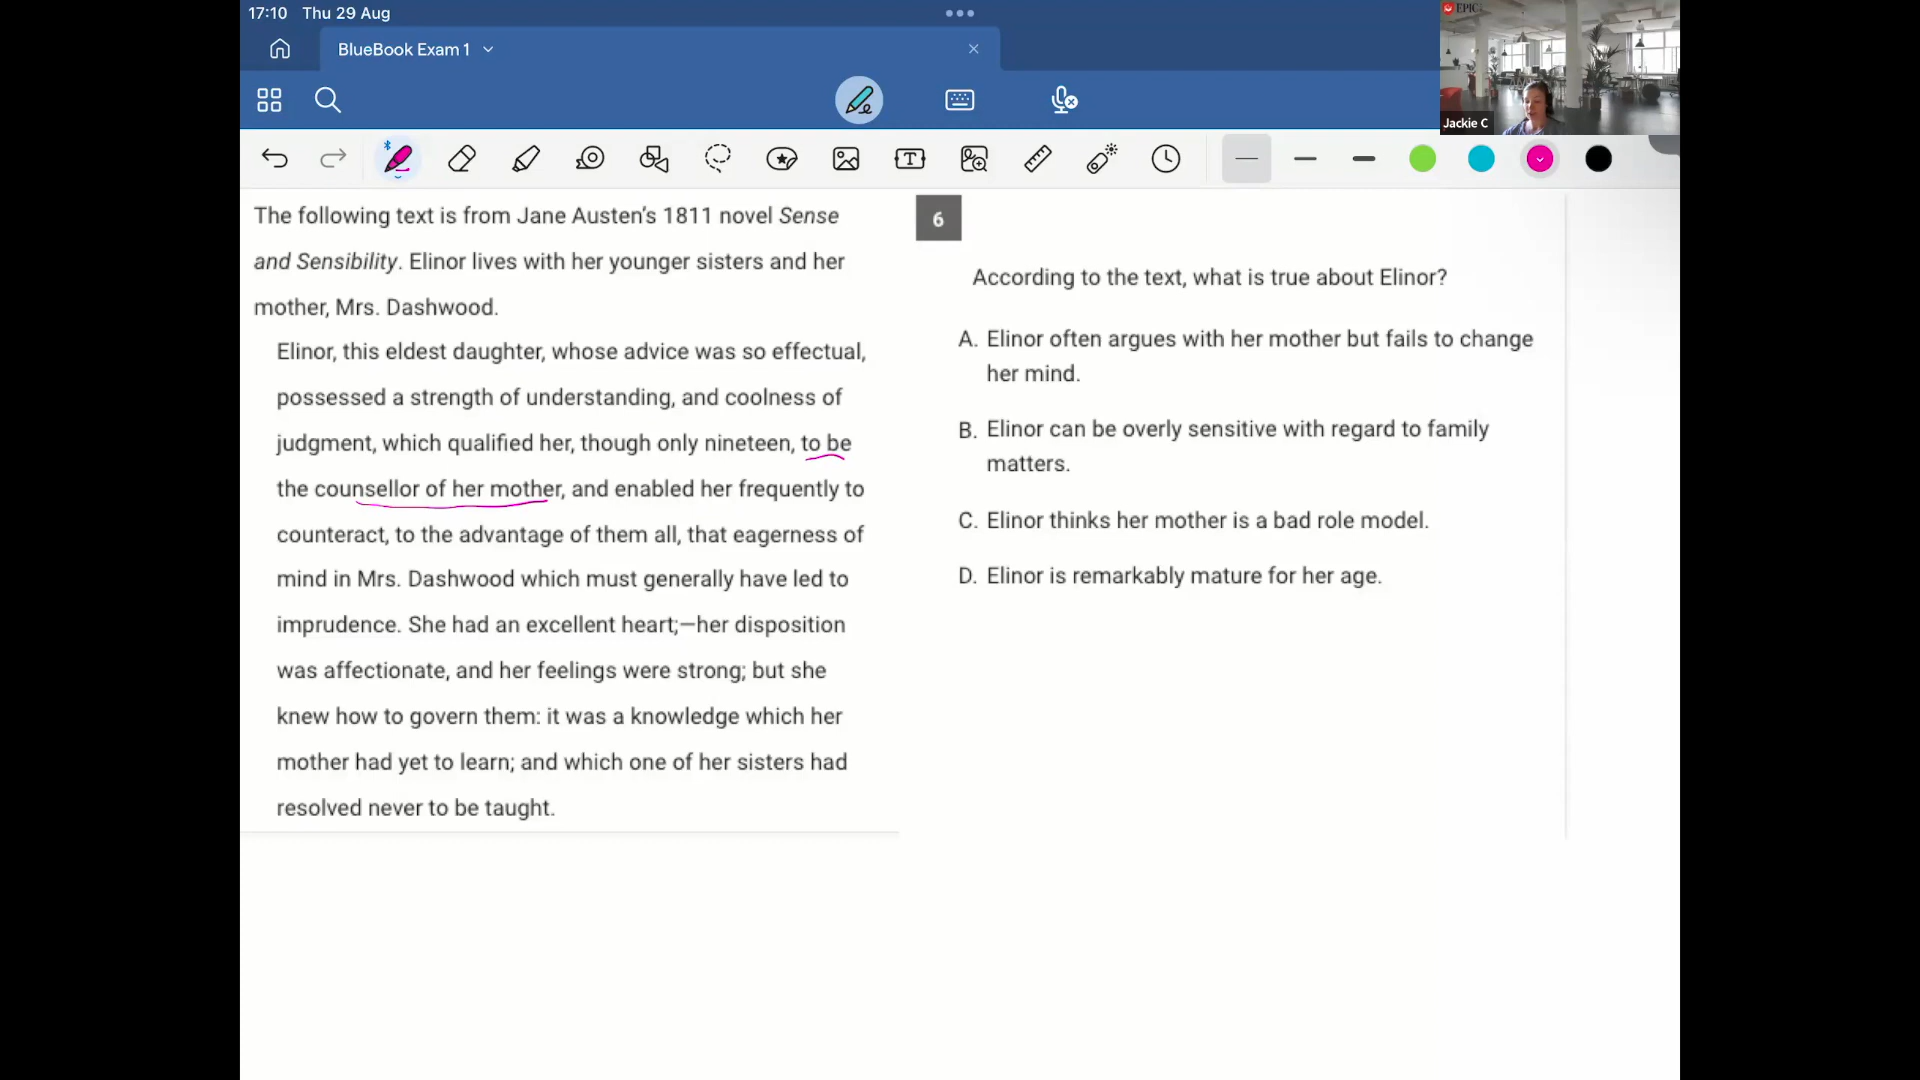 17:10 Thu 29 Aug
EPIC
BlueBook Exam 1
Jackie C
The following text is from Jane Austen's 1811 novel Sense
and Sensibility. Elinor lives with her younger sisters and her
mother, Mrs. Dashwood.
Elinor, this eldest daughter, whose advice was so effectual,
possessed a strength of understanding, and coolness of
judgment, which qualified her, though only nineteen, to be
the counsellor of her mother, and enabled her frequently to
counteract, to the advantage of them all, that eagerness of
mind in Mrs. Dashwood which must generally have led to
imprudence. She had an excellent heart;—her disposition
was affectionate, and her feelings were strong; but she
knew how to govern them: it was a knowledge which her
mother had yet to learn; and which one of her sisters had
resolved never to be taught.
6
According to the text, what is true about Elinor?
A. Elinor often argues with her mother but fails to change
her mind.
B. Elinor can be overly sensitive with regard to family
matters.
C. Elinor thinks her mother is a bad role model.
D. Elinor is remarkably mature for her age.